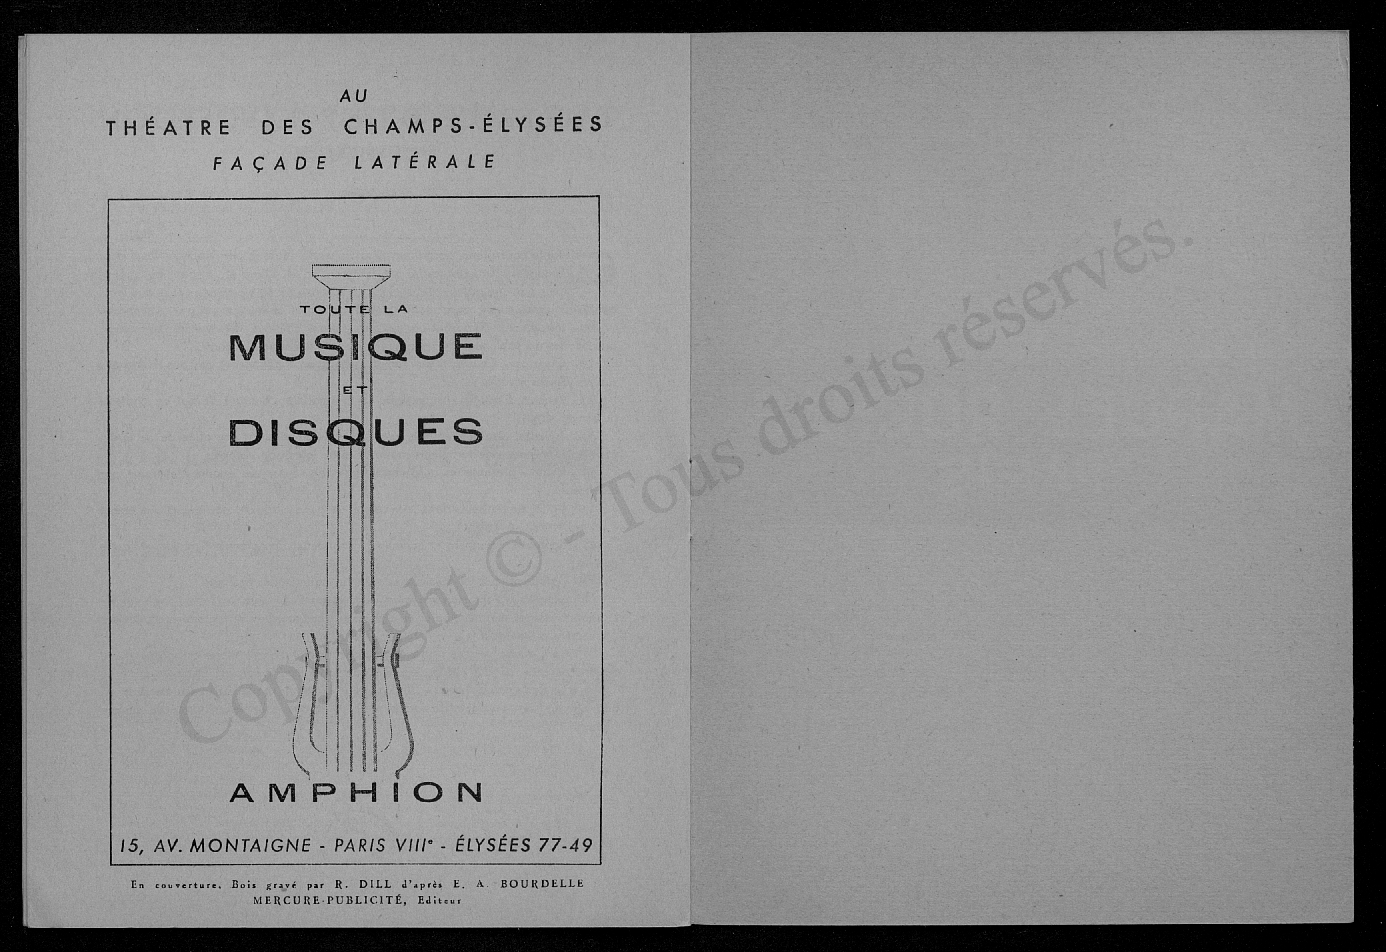 AU
THÉATRE DES CHAMPS-ÉLYSÉES
FAÇADE LATÉRALE
TOUTE LA
MUSIQUE
ET
DISQUES
AMPHION
15, AV. MONTAIGNE - PARIS VIIIe - ÉLYSÉES 77-49
En couverture, Bois gravé par R. DILL d'après E. A. BOURDELLE
MERCURE-PUBLICITÉ, Editeur
Copyright © - Tous droits réservés.